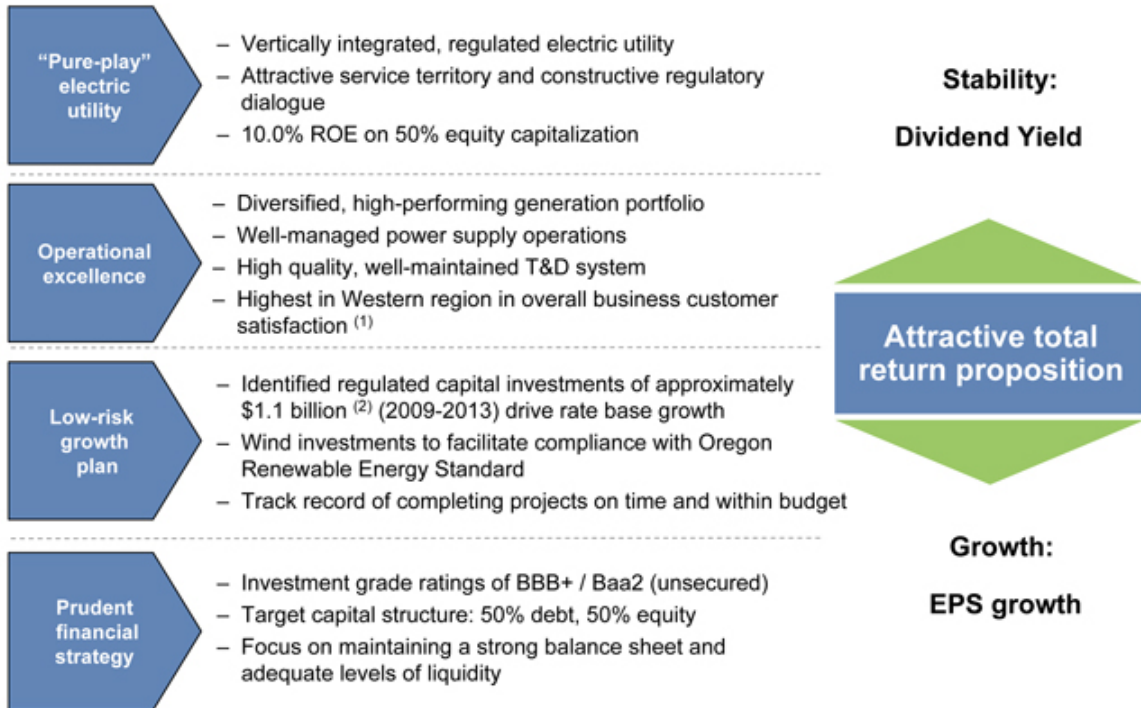 “Pure-play”
electric
utility
– Vertically integrated, regulated electric utility
– Attractive service territory and constructive regulatory
dialogue
– 10.0% ROE on 50% equity capitalization
Operational
excellence
– Diversified, high-performing generation portfolio
– Well-managed power supply operations
– High quality, well-maintained T&D system
– Highest in Western region in overall business customer
satisfaction (1)
Low-risk
growth
plan
– Identified regulated capital investments of approximately
$1.1 billion (2) (2009-2013) drive rate base growth
– Wind investments to facilitate compliance with Oregon
Renewable Energy Standard
– Track record of completing projects on time and within budget
Prudent
financial
strategy
– Investment grade ratings of BBB+ / Baa2 (unsecured)
– Target capital structure: 50% debt, 50% equity
– Focus on maintaining a strong balance sheet and
adequate levels of liquidity
Stability:
Dividend Yield
Attractive total
return proposition
Growth:
EPS growth